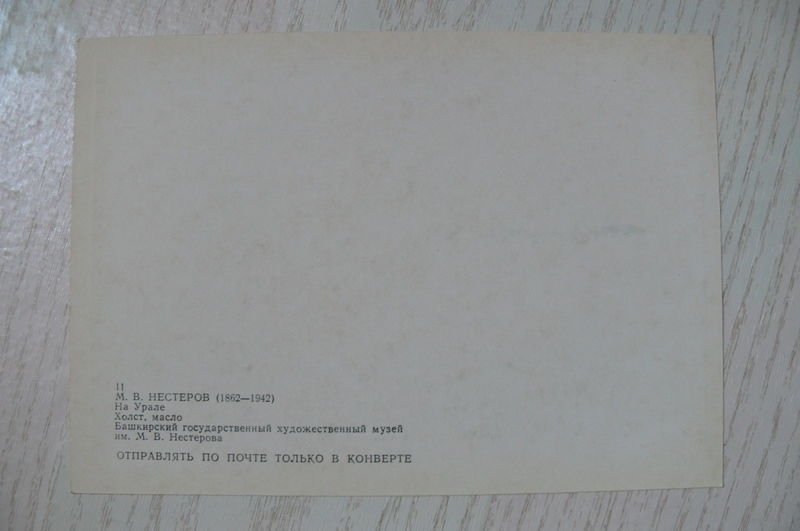 11
М. В. НЕСТЕРОВ (1862—1942)
На Урале
Холст, масло
Башкирский государственный художественный музей
им. М. В. Нестерова
ОТПРАВЛЯТЬ ПО ПОЧТЕ ТОЛЬКО В КОНВЕРТЕ